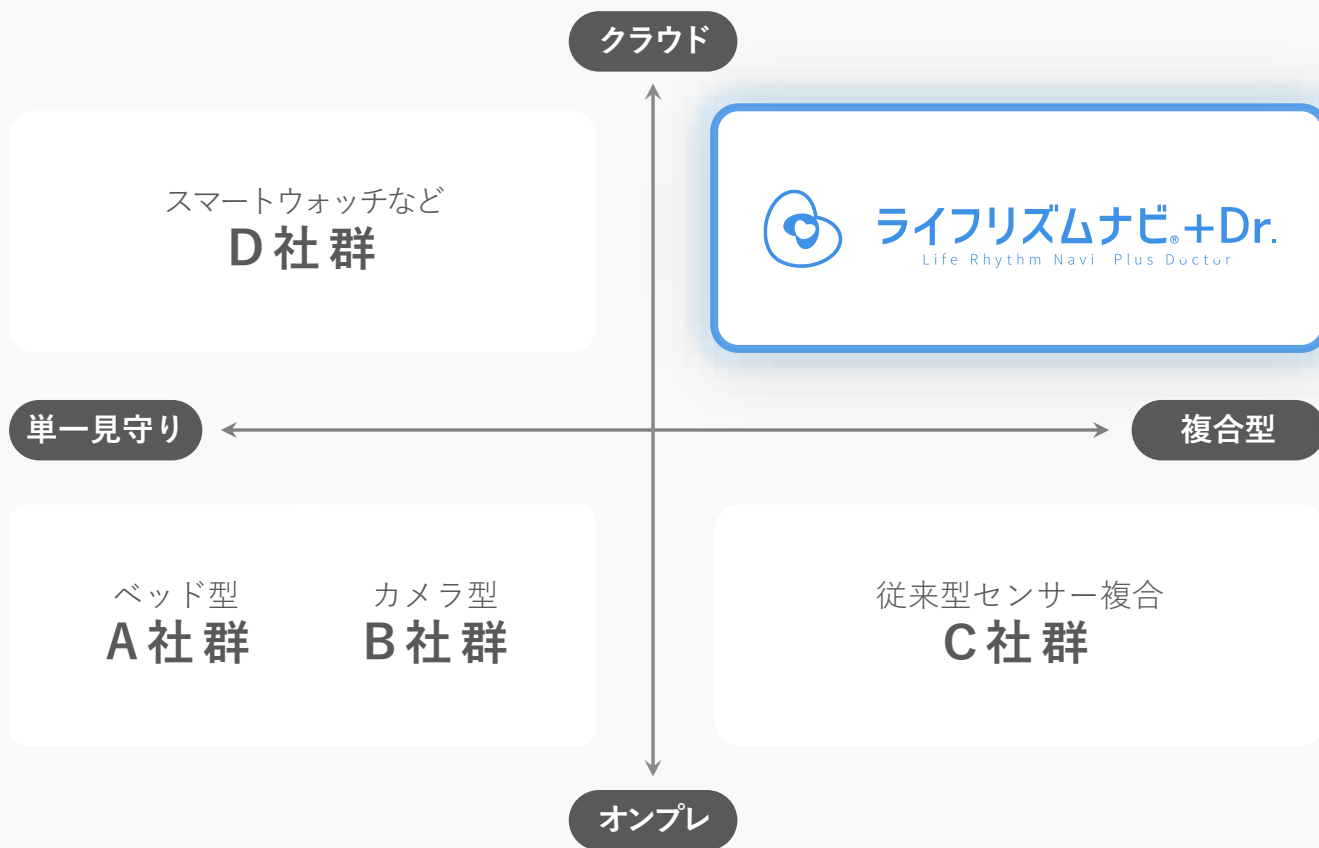 クラウド
スマートウォッチなど
D社群
ライフリズムナビ®+Dr.
Life Rhythm Navi Plus Doctor
単一見守り
複合型
ベッド型
A社群
カメラ型
B社群
従来型センサー複合
C社群
オンプレ